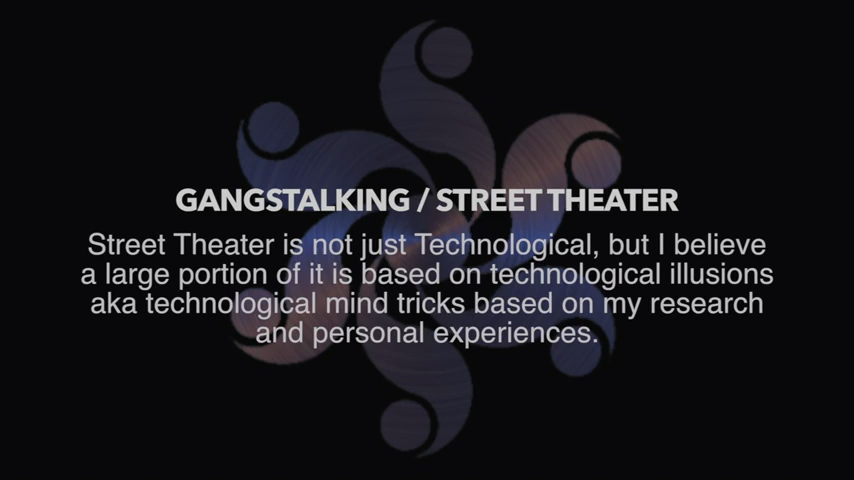 GANGSTALKING / STREET THEATER
Street Theater is not just Technological, but I believe
a large portion of it is based on technological illusions
aka technological mind tricks based on my research
and personal experiences.